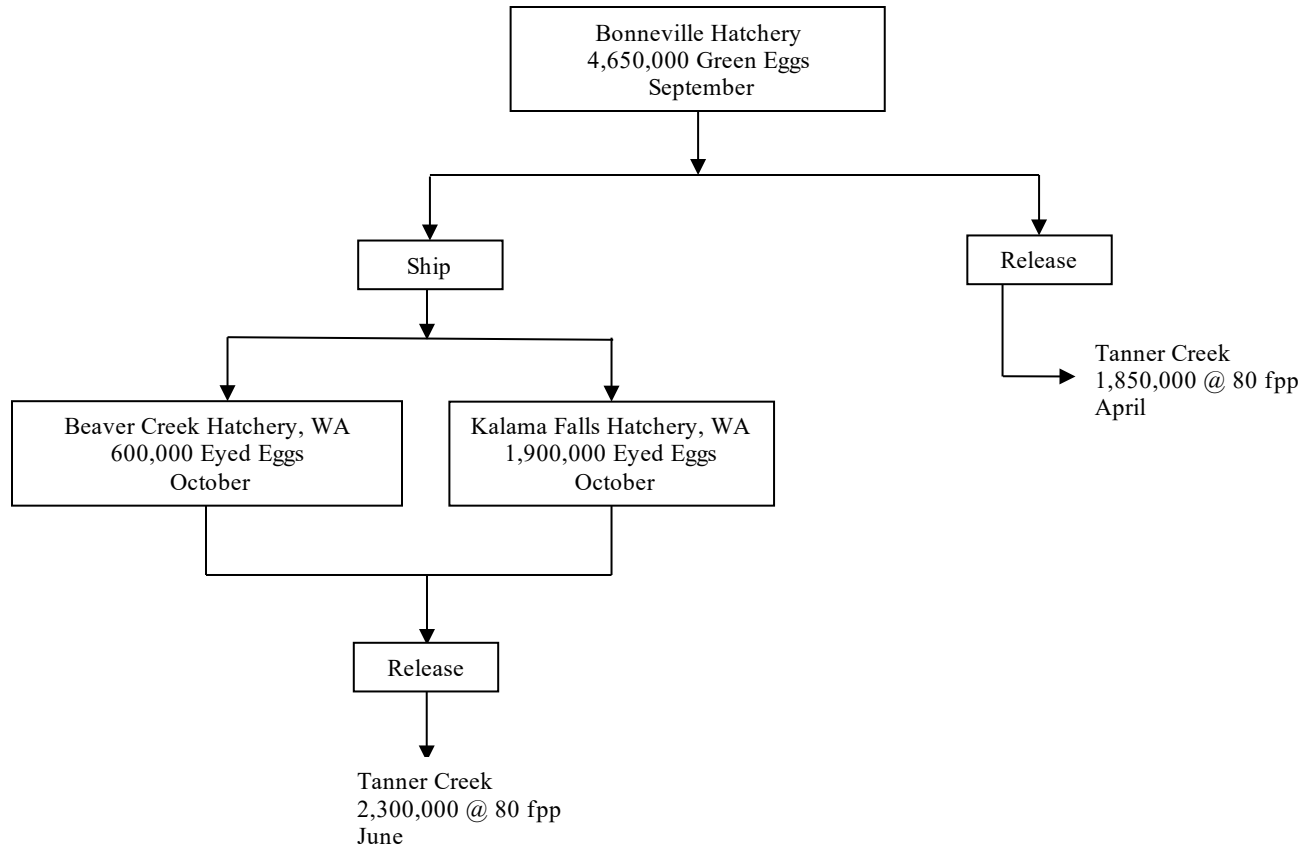 Bonneville Hatchery
4,650,000 Green Eggs
September
Ship
Release
Tanner Creek
1,850,000 @ 80 fpp
April
Beaver Creek Hatchery, WA
600,000 Eyed Eggs
October
Kalama Falls Hatchery, WA
1,900,000 Eyed Eggs
October
Release
Tanner Creek
2,300,000 @ 80 fpp
June